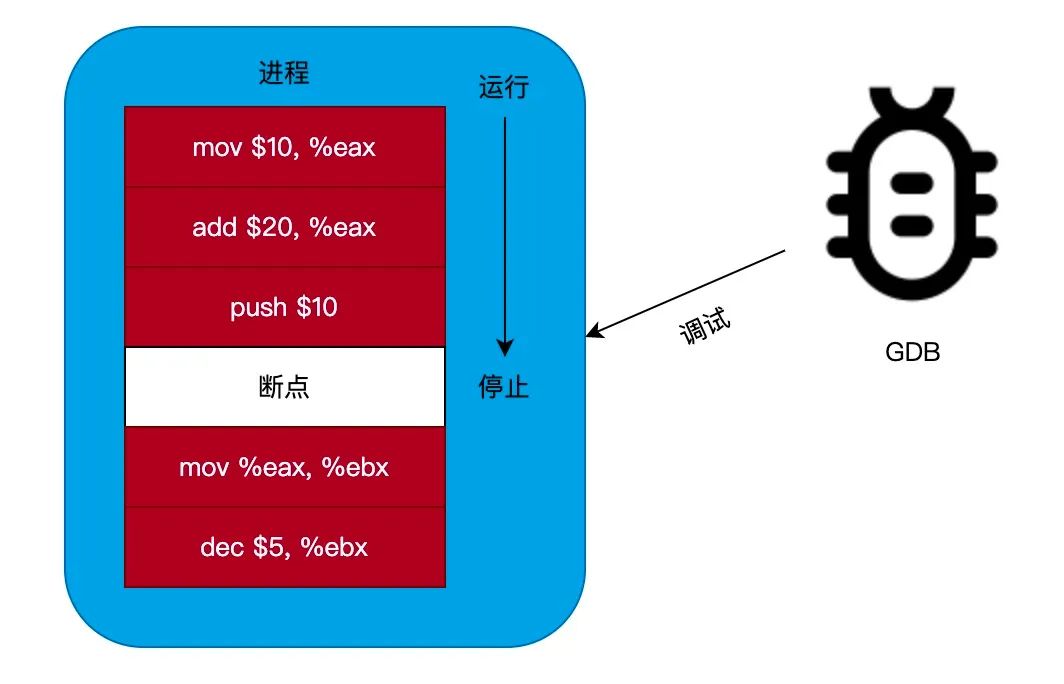 进程
运行
mov $10, %eax
add $20, %eax
push $10
断点
停止
mov %eax, %ebx
dec $5, %ebx
调试
GDB